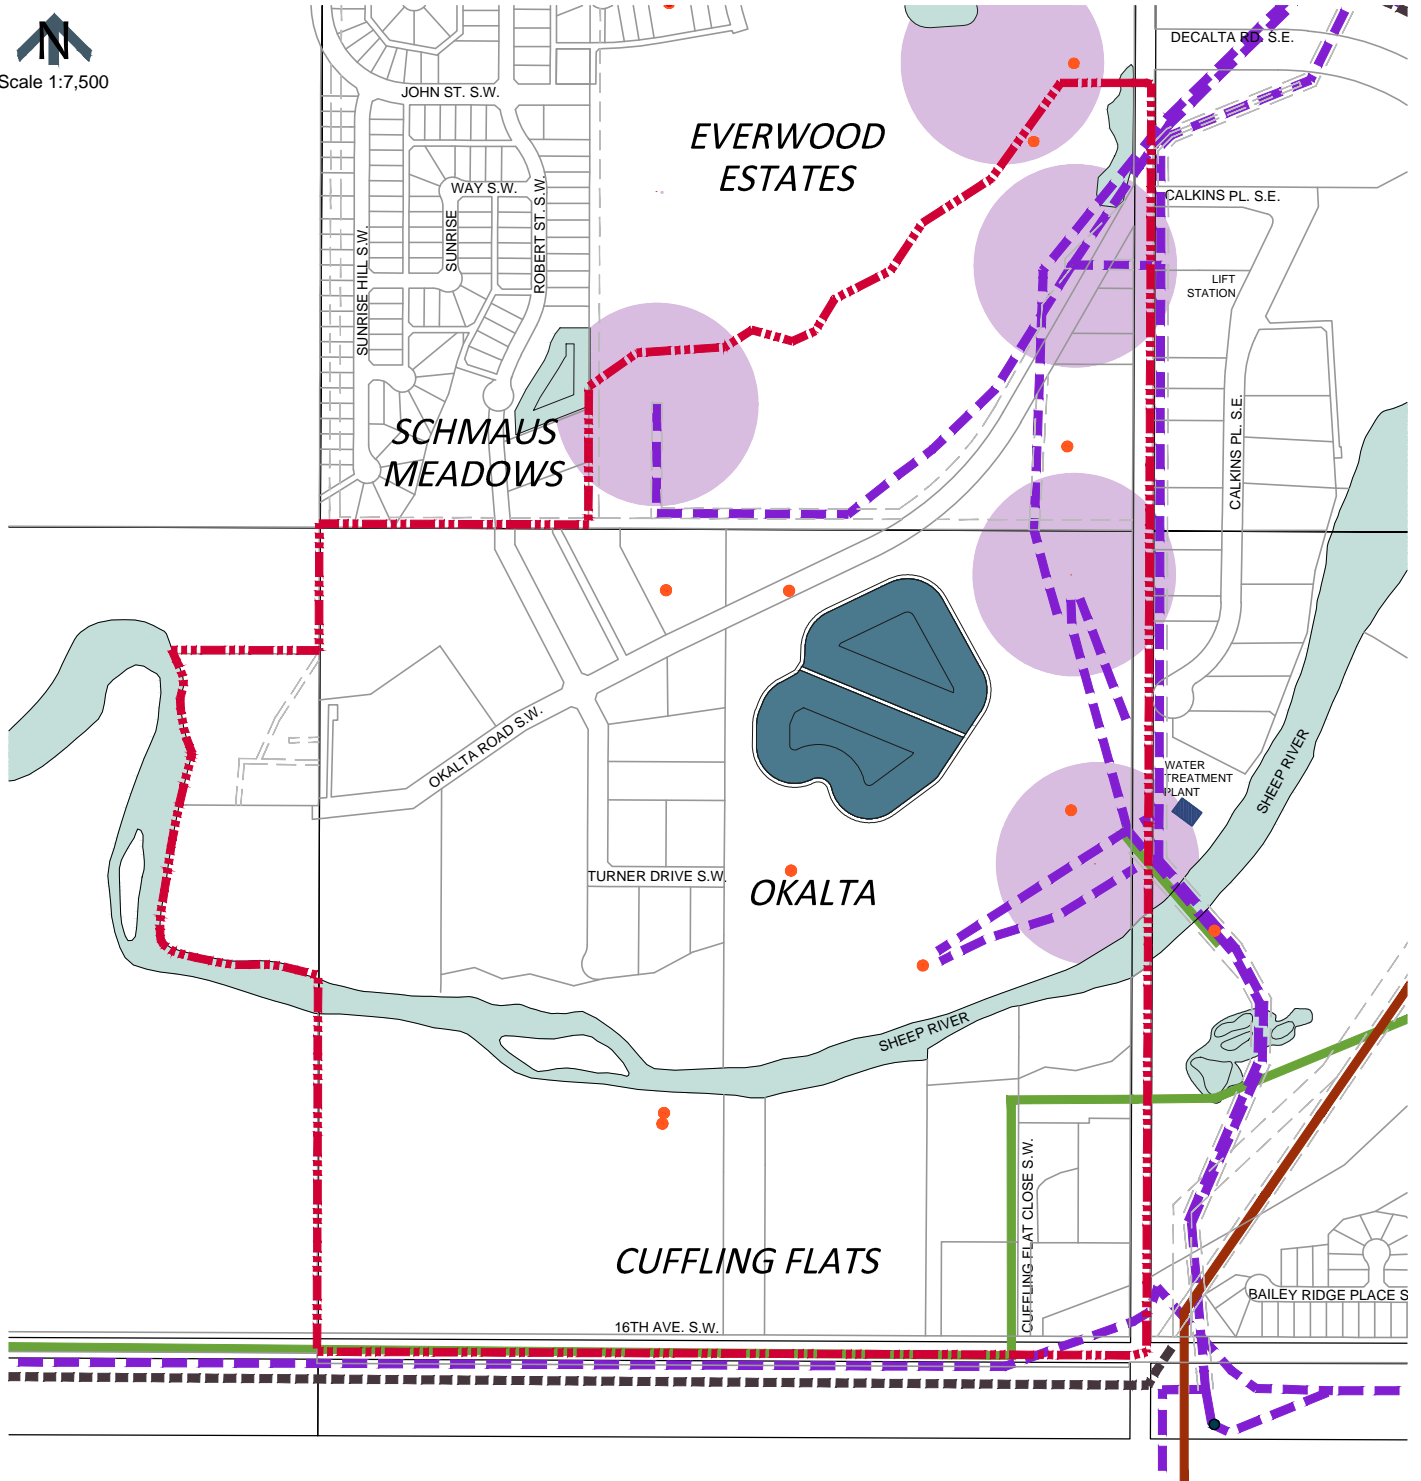 N
Scale 1:7,500
DECALTA RD. S.E.
JOHN ST. S.W.
EVERWOOD
ESTATES
WAY S.W.
SUNRISE
ROBERT ST. S.W.
SUNRISE HILL S.W.
CALKINS PL. S.E.
LIFT
STATION
CALKINS PL. S.E.
SCHMAUS
MEADOWS
OKALTA ROAD S.W.
WATER
TREATMENT
PLANT
SHEEP RIVER
TURNER DRIVE S.W.
OKALTA
SHEEP RIVER
CUFFLING FLAT CLOSE S.W.
CUFFLING FLATS
BAILEY RIDGE PLACE S
16TH AVE. S.W.